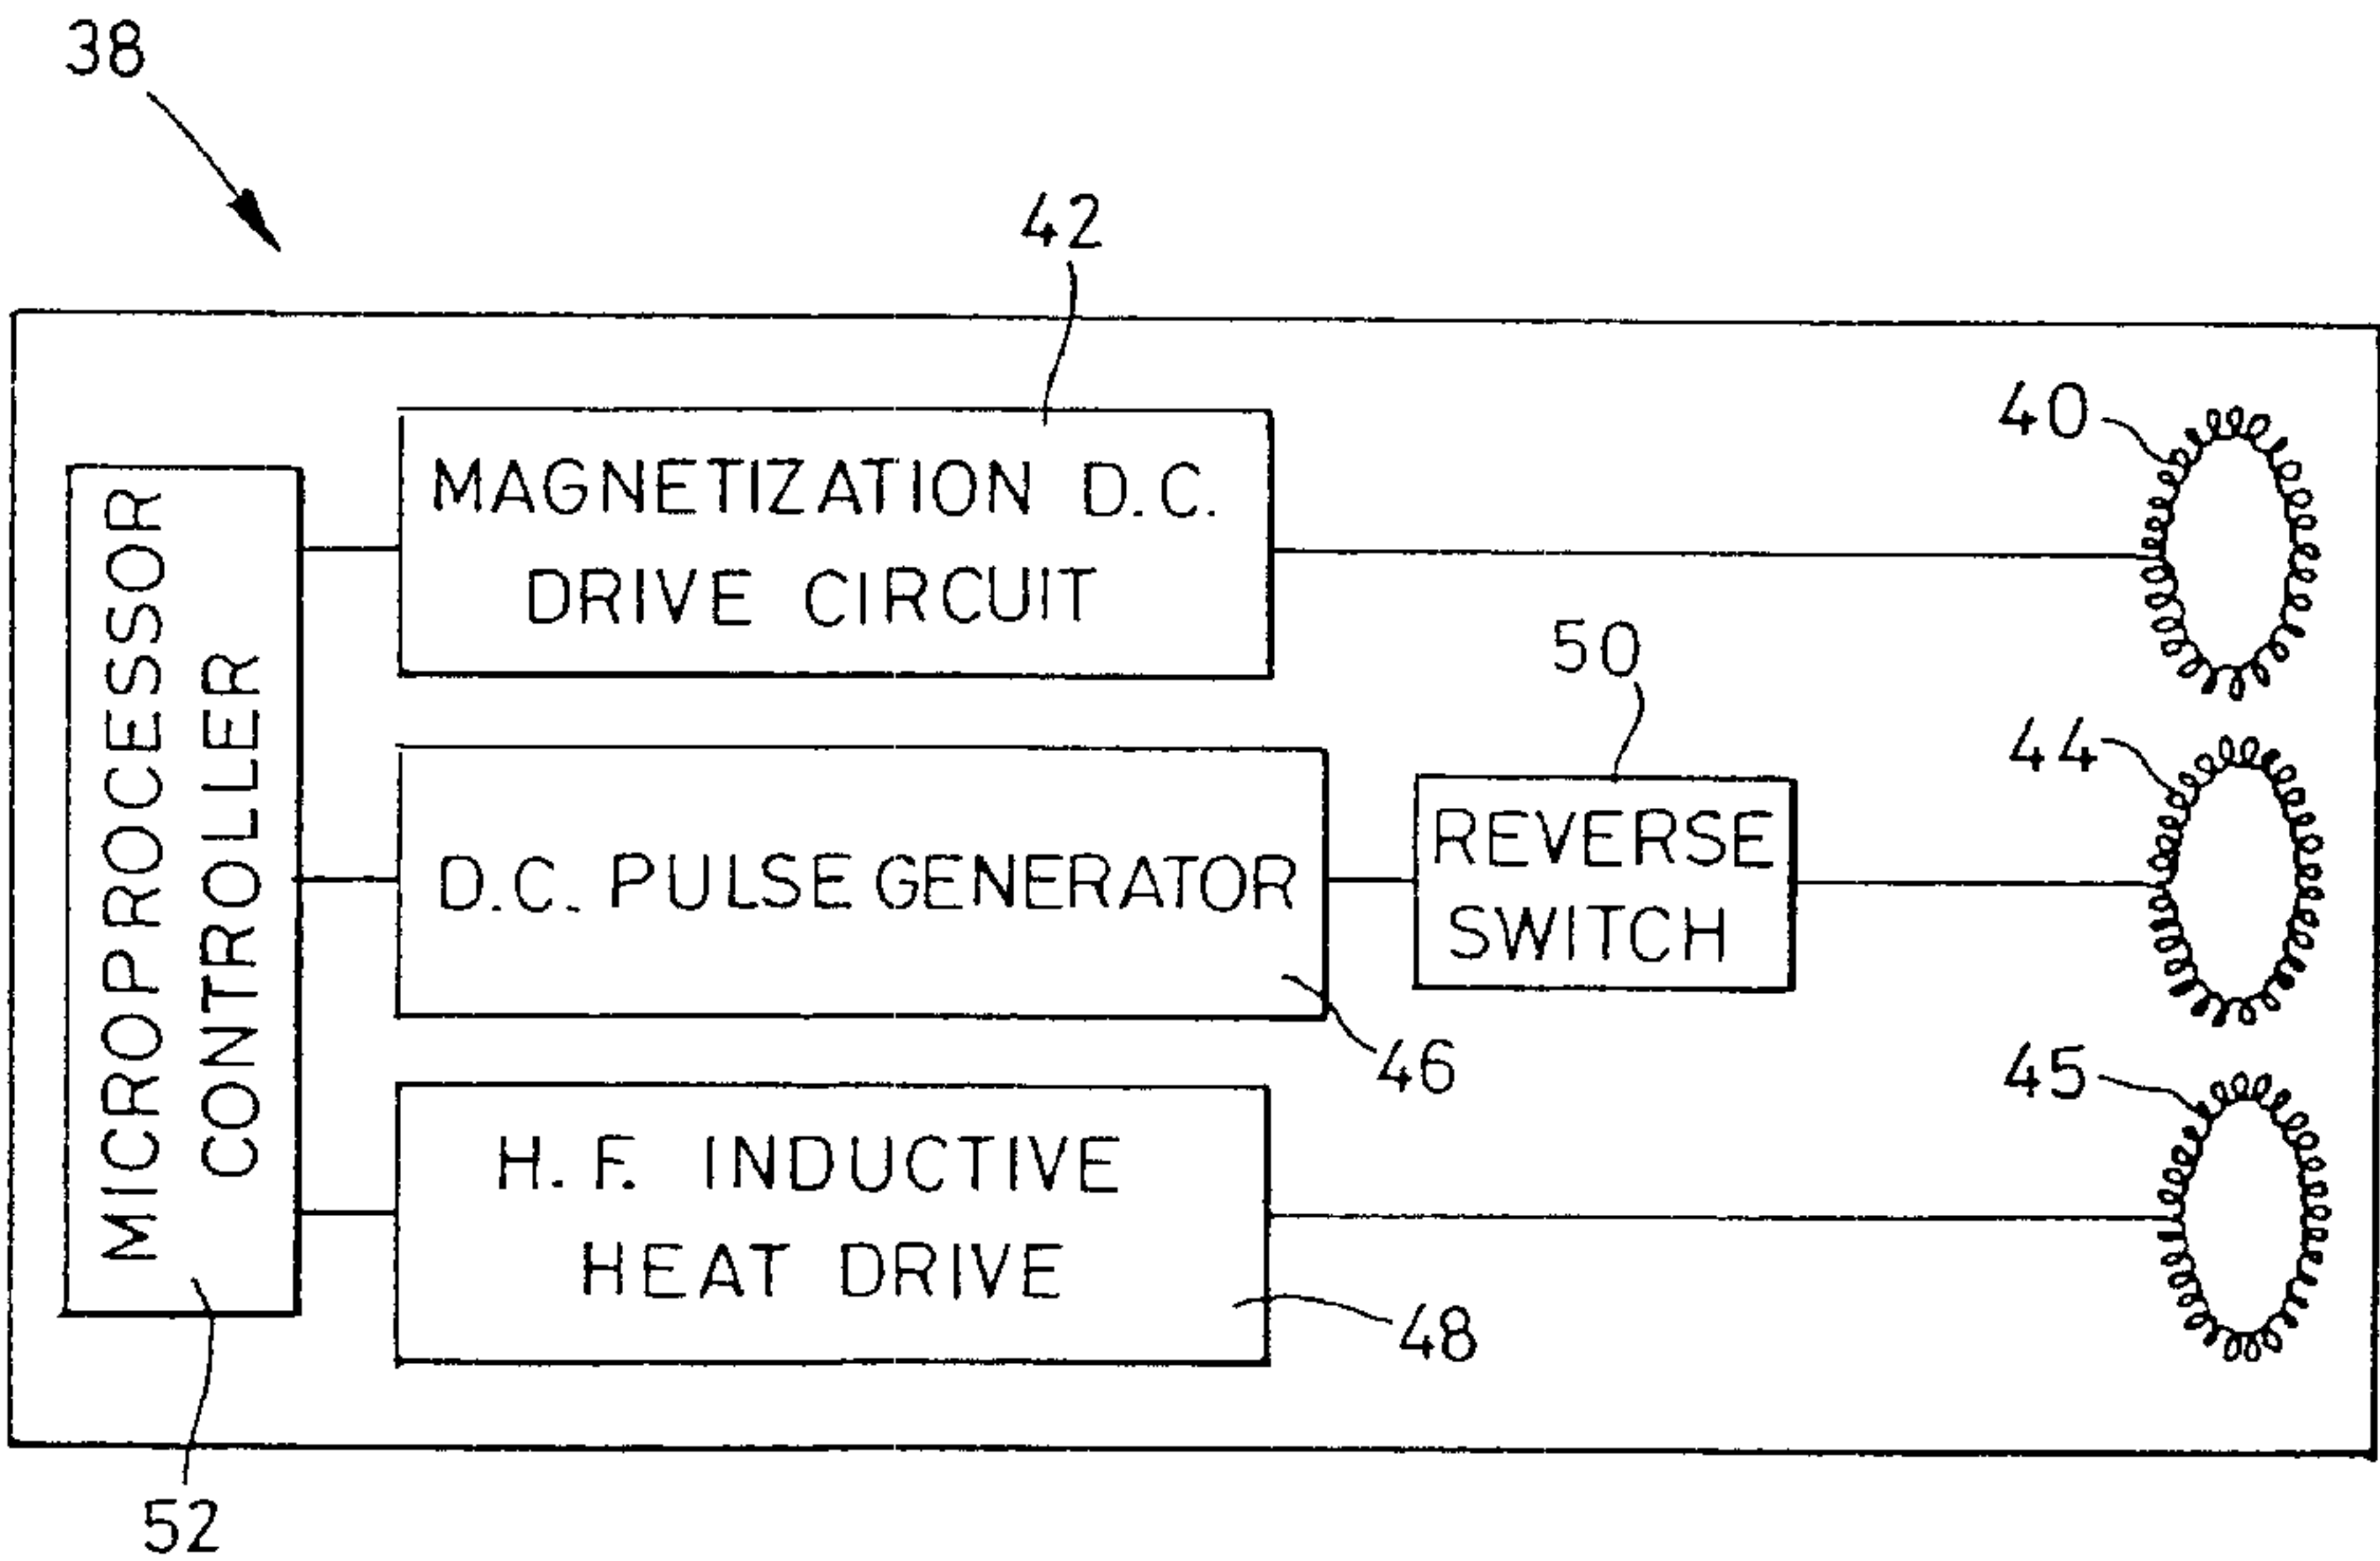 38
42
MAGNETIZATION D.C.
DRIVE CIRCUIT
40
MICROPROCESSOR
CONTROLLER
50
44
D.C. PULSE GENERATOR
REVERSE
SWITCH
46
45
H.F. INDUCTIVE
HEAT DRIVE
48
52